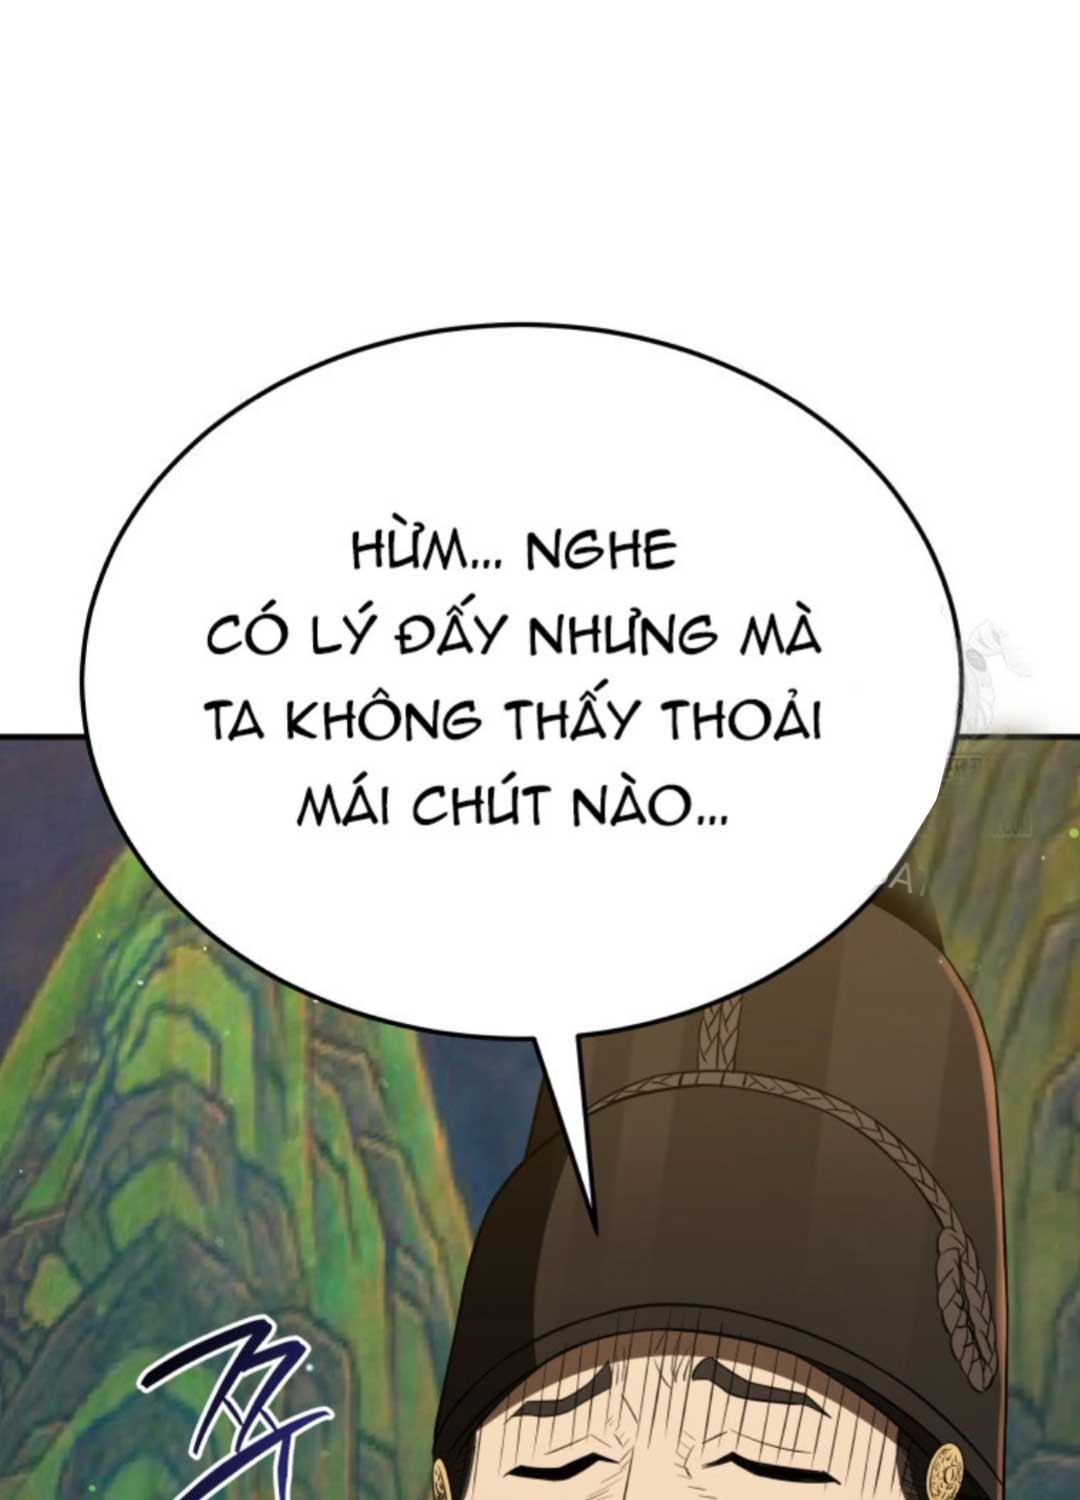 HỪM... NGHE
CÓ LÝ ĐẤY NHƯNG MÀ
TA KHÔNG THẤY THOẢI
MÁI CHÚT NÀO...